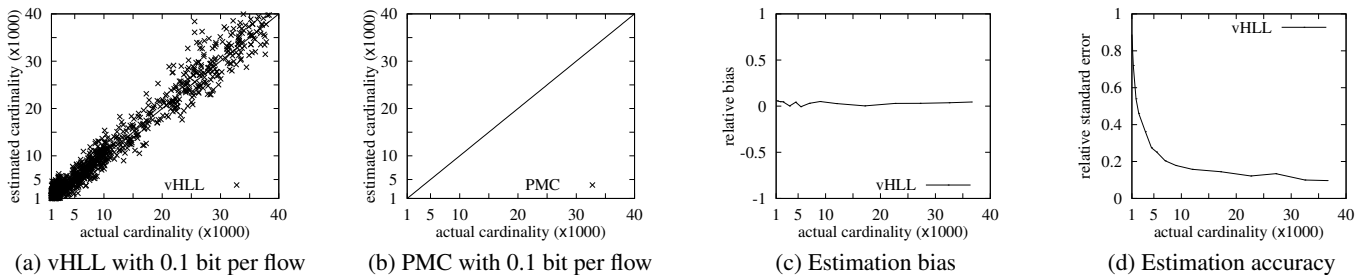 40
30
20
10
5
1
estimated cardinality (x1000)
vHLL
1 5 10 20 30 40
actual cardinality (x1000)
(a) vHLL with 0.1 bit per flow
40
30
20
10
5
1
estimated cardinality (x1000)
PMC
1 5 10 20 30 40
actual cardinality (x1000)
(b) PMC with 0.1 bit per flow
1
0.5
0
-0.5
-1
relative bias
vHLL
1 5 10 20 30 40
actual cardinality (x1000)
(c) Estimation bias
1
0.8
0.6
0.4
0.2
0
relative standard error
vHLL
1 5 10 20 30 40
actual cardinality (x1000)
(d) Estimation accuracy